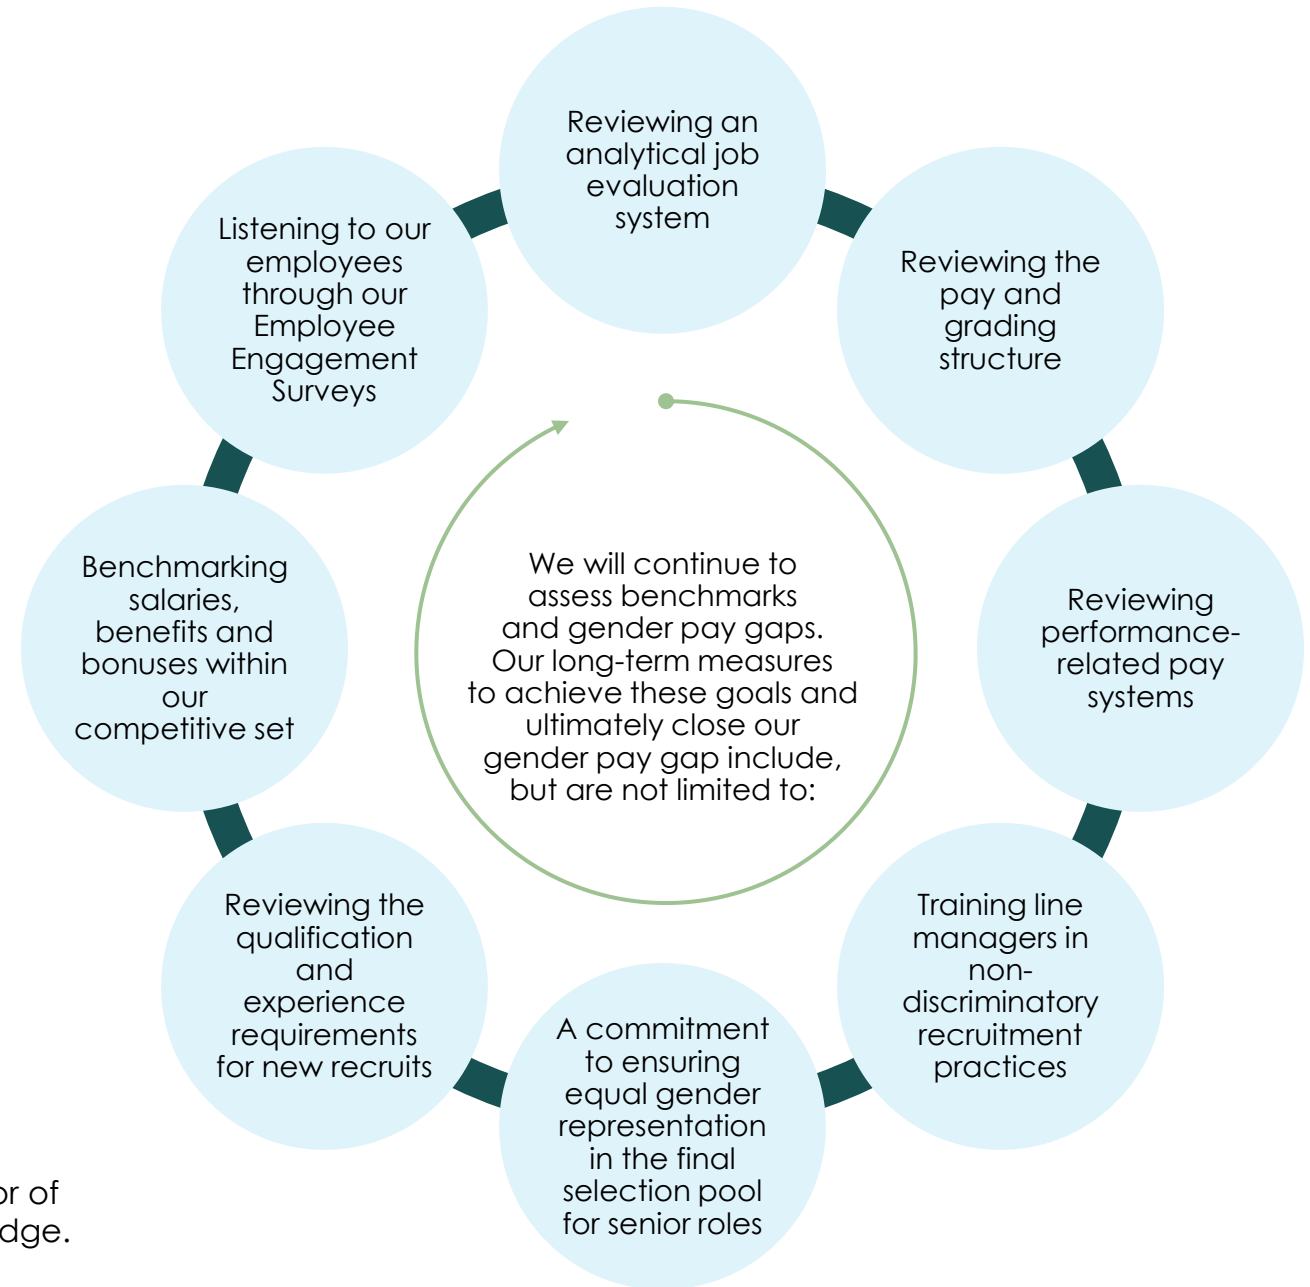 Reviewing an
analytical job
evaluation
system
Reviewing the
pay and
grading
structure
Reviewing
performance-
related pay
systems
Training line
managers in
non-
discriminatory
recruitment
practices
A commitment
to ensuring
equal gender
representation
in the final
selection pool
for senior roles
Reviewing the
qualification
and
experience
requirements
for new recruits
Benchmarking
salaries,
benefits and
bonuses within
our
competitive set
Listening to our
employees
through our
Employee
Engagement
Surveys
We will continue to
assess benchmarks
and gender pay gaps.
Our long-term measures
to achieve these goals and
ultimately close our
gender pay gap include,
but are not limited to:
or of
dge.